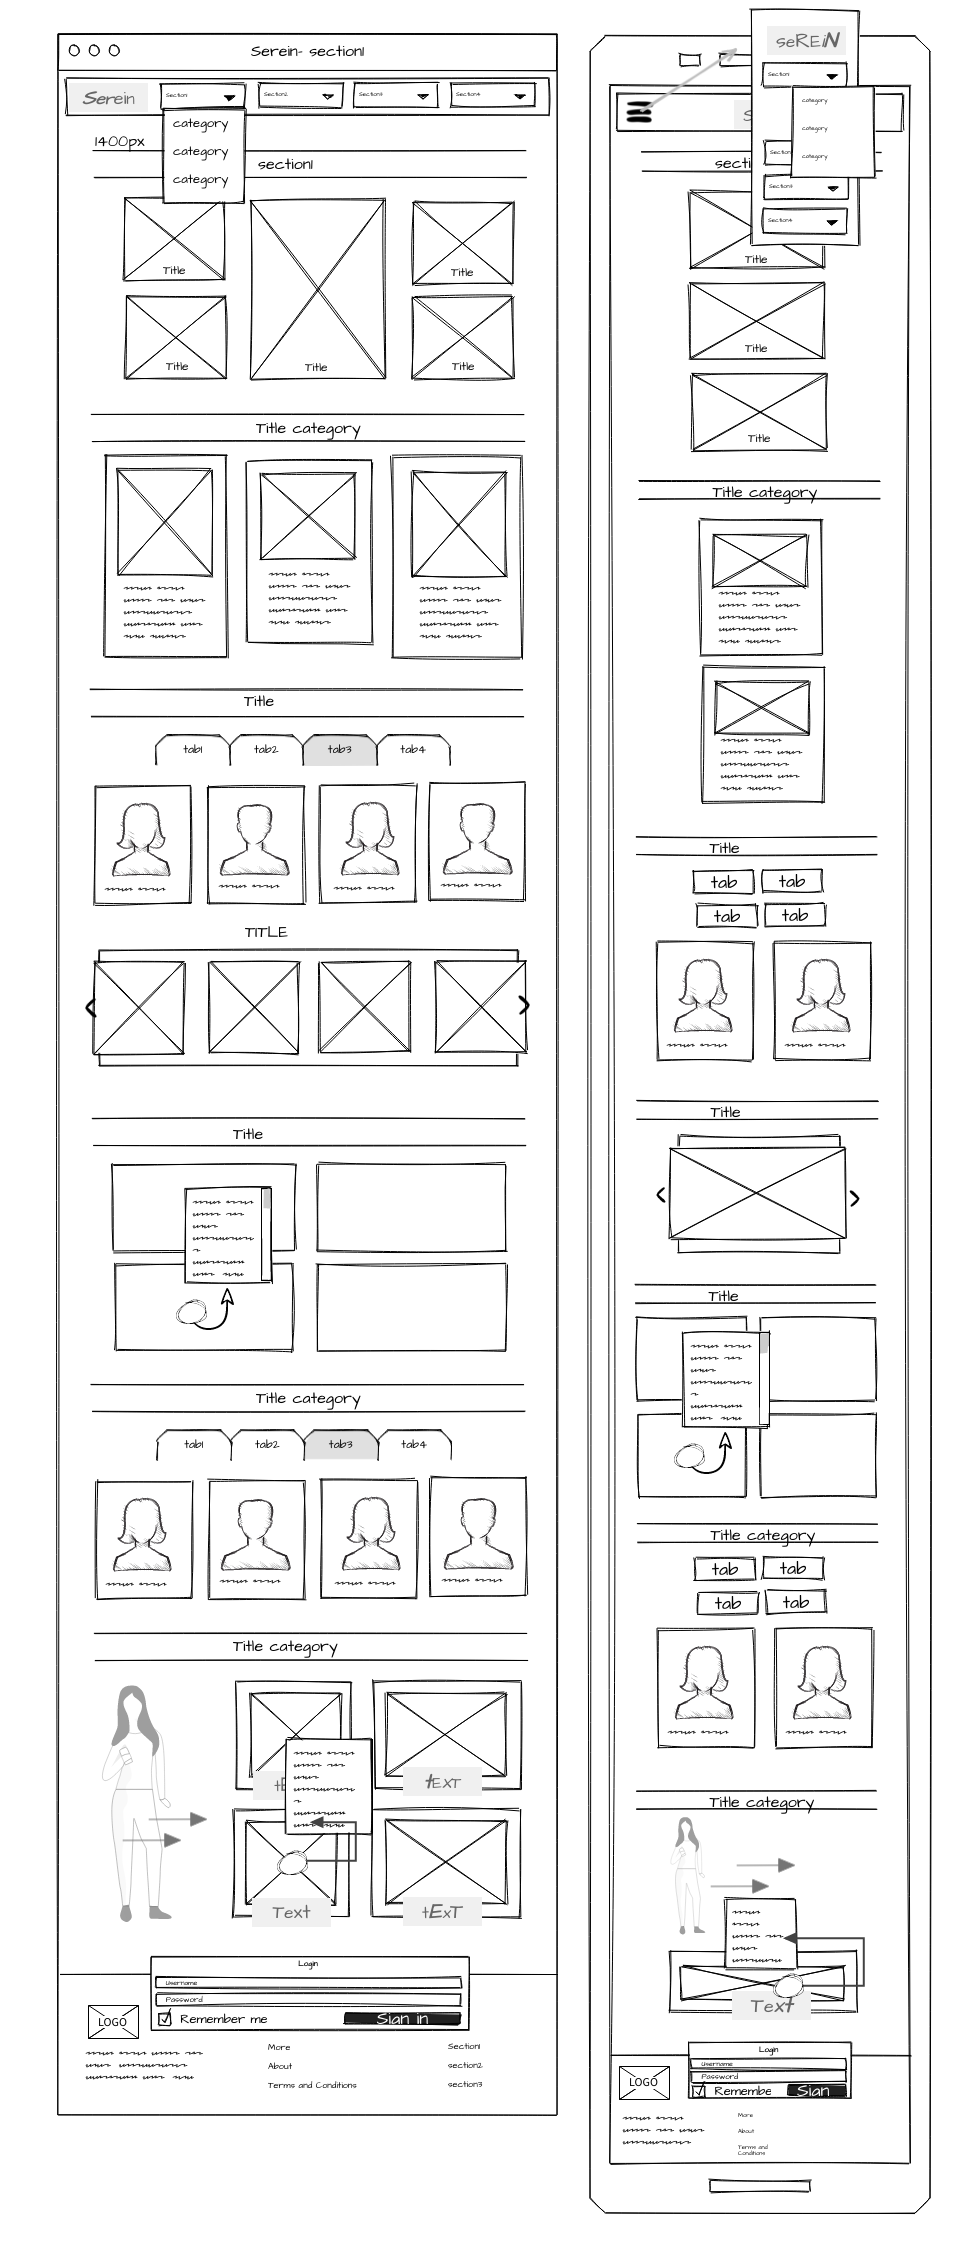 Serein- section1
Serein
Section
Section2
Section3
Section4
category
category
category
1400px
section1
Title
Title
Title
Title
Title
Title category
Title
tab1
tab2
tab3
tab4
TITLE
Title
Title category
tab1
tab2
tab3
tab4
Title category
tEXT
Text
tExT
Login
Username
Password
Remember me
Sign in
LOGO
More
About
Terms and Conditions
Section1
section2
section3
seREiN
Section
category
category
category
Section3
Section4
secti
Title
Title
Title
Title category
Title
tab
tab
tab
tab
Title
Title
Title category
tab
tab
tab
tab
Title category
Text
Login
Username
Password
Remembe
Sign
LOGO
More
About
Terms and
Conditions